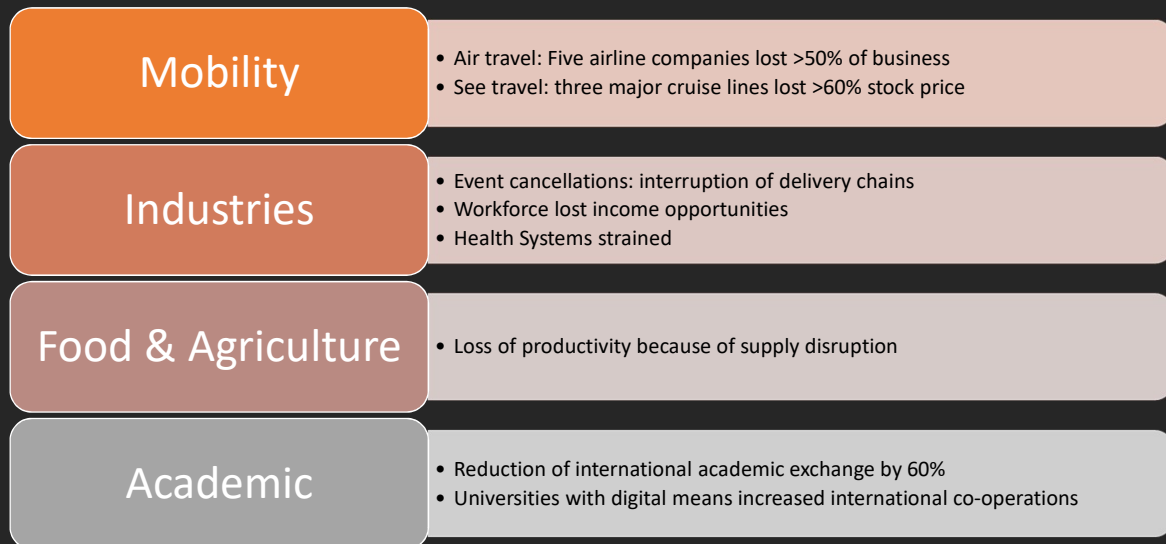 Mobility
• Air travel: Five airline companies lost >50% of business
• See travel: three major cruise lines lost >60% stock price
Industries
• Event cancellations: interruption of delivery chains
• Workforce lost income opportunities
• Health Systems strained
Food & Agriculture
• Loss of productivity because of supply disruption
Academic
• Reduction of international academic exchange by 60%
• Universities with digital means increased international co-operations